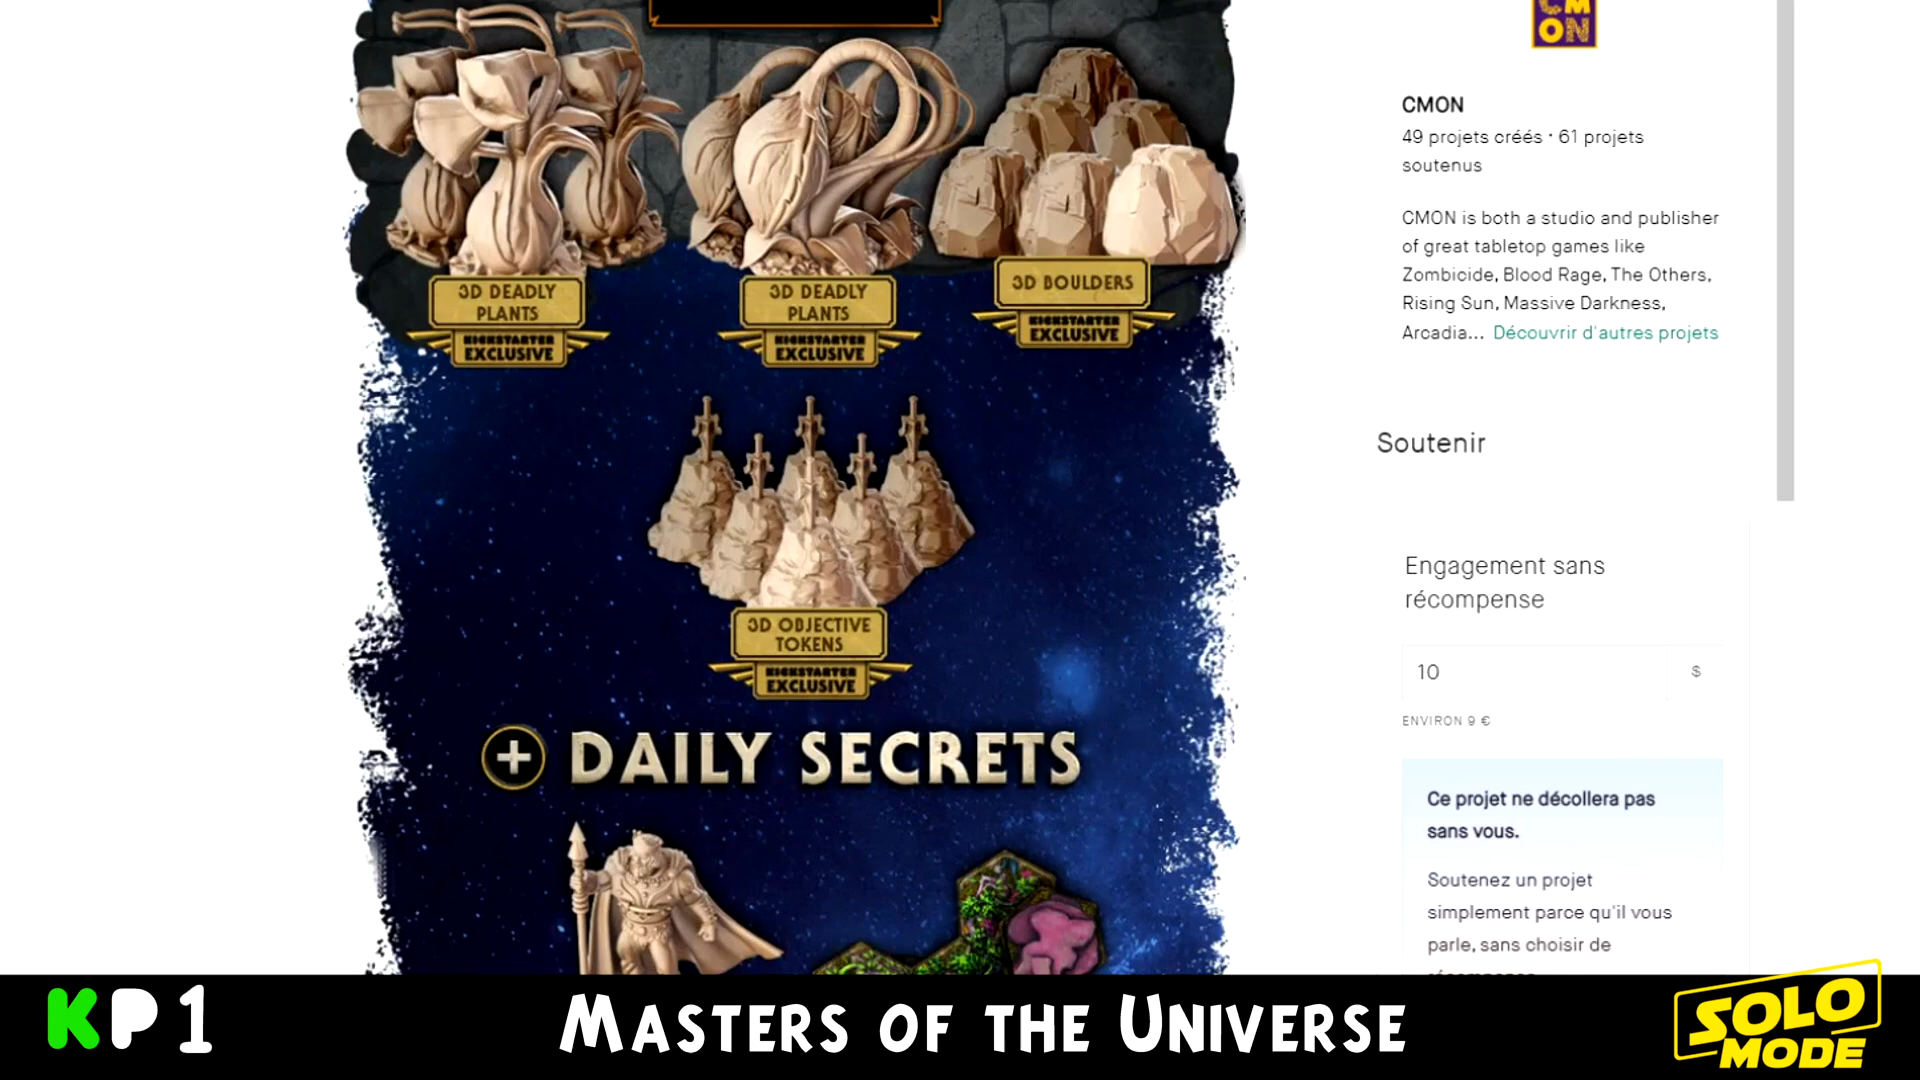 CM
ON
3D DEADLY
PLANTS
KICKSTARTER
EXCLUSIVE
3D DEADLY
PLANTS
KICKSTARTER
EXCLUSIVE
3D BOULDERS
KICKSTARTER
EXCLUSIVE
3D OBJECTIVE
TOKENS
KICKSTARTER
EXCLUSIVE
+ DAILY SECRETS
CMON
49 projets créés · 61 projets
soutenus
CMON is both a studio and publisher
of great tabletop games like
Zombicide, Blood Rage, The Others,
Rising Sun, Massive Darkness,
Arcadia... Découvrir d'autres projets
Soutenir
Engagement sans
récompense
10 $
ENVIRON 9 €
Ce projet ne décollera pas
sans vous.
Soutenez un projet
simplement parce qu'il vous
parle, sans choisir de
KP1
MASTERS OF THE UNIVERSE
SOLO
MODE